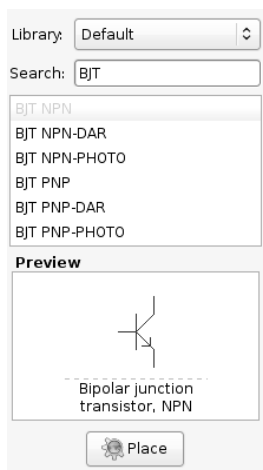 Library: Default
Search: BJT
BJT NPN
BJT NPN-DAR
BJT NPN-PHOTO
BJT PNP
BJT PNP-DAR
BJT PNP-PHOTO
Preview
Bipolar junction
transistor, NPN
Place